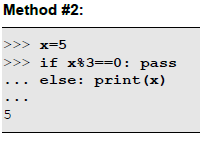 Method #2:
>>> x=5
>>> if x%3==0: pass
... else: print(x)
...
5